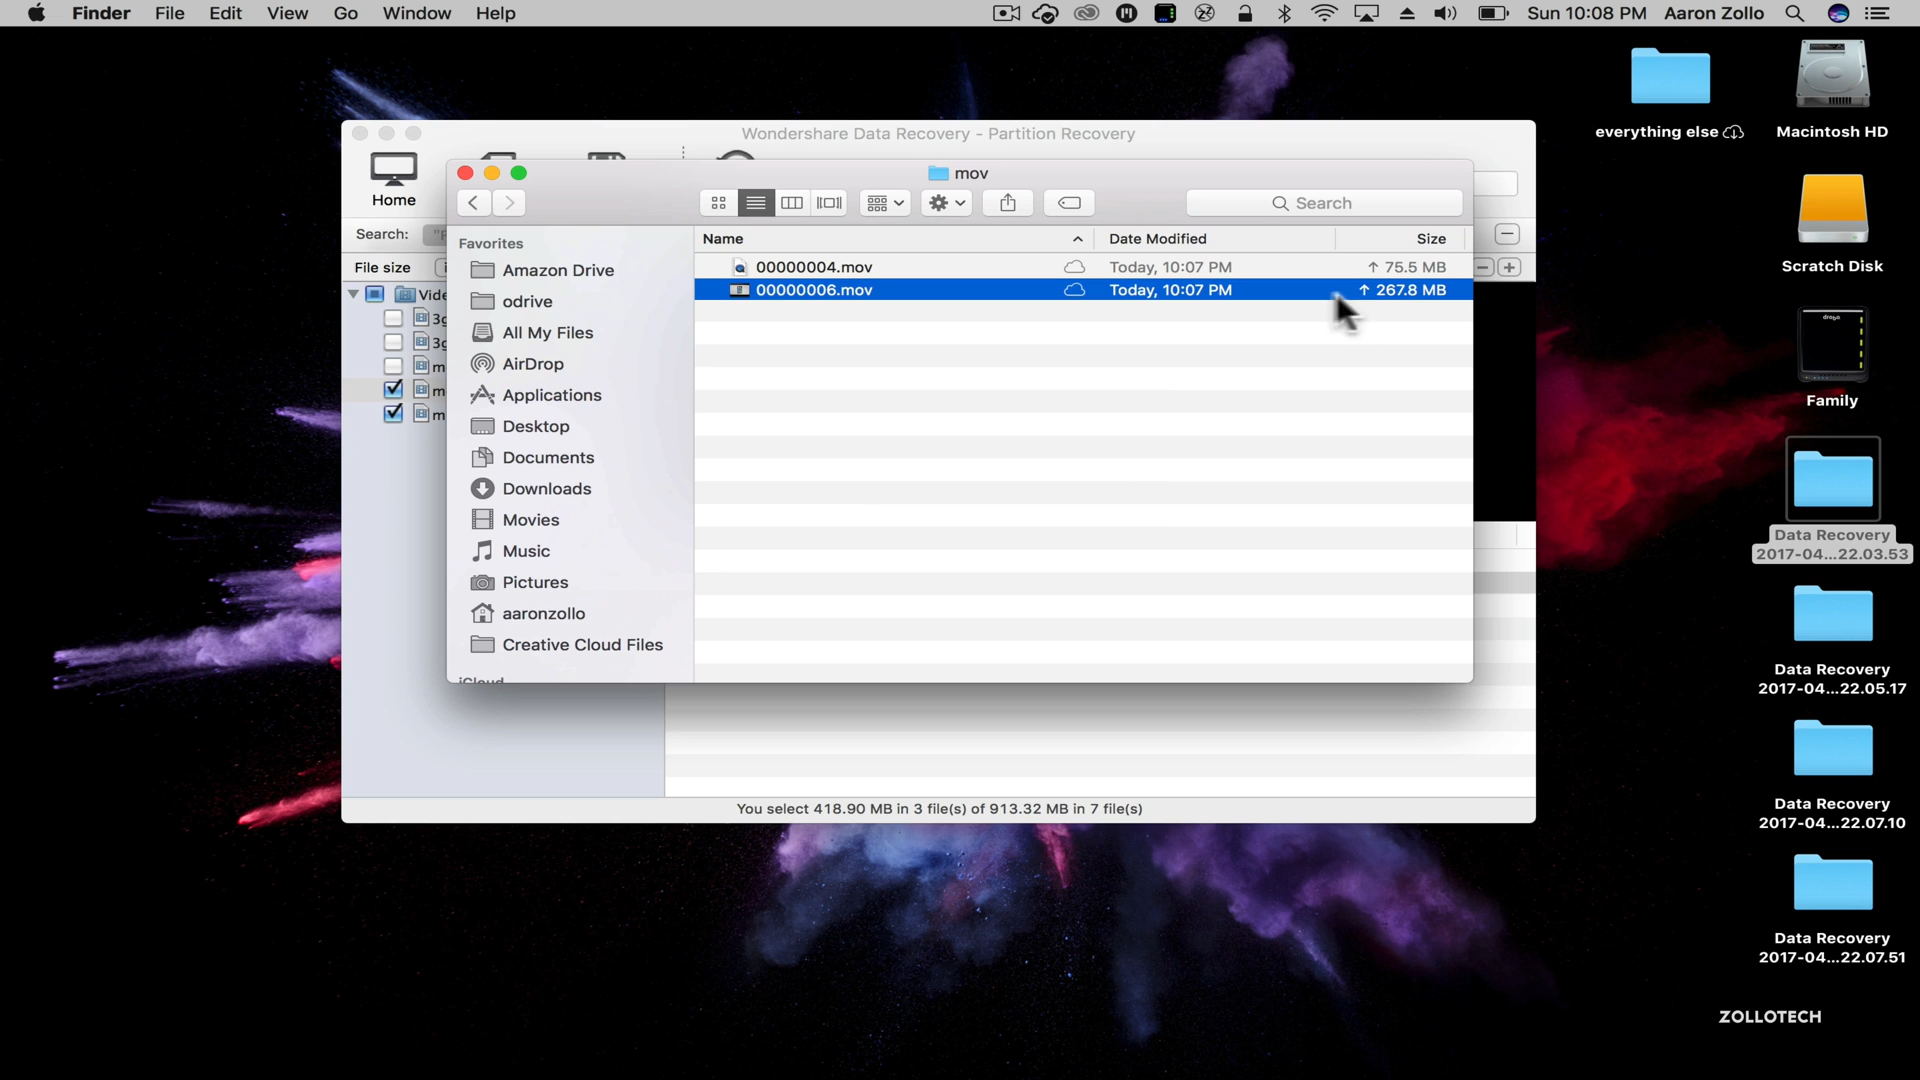 Finder File Edit View Go Window Help
Sun 10:08 PM Aaron Zollo
everything else
Macintosh HD
Scratch Disk
drobo
Family
Data Recovery
2017-04...22.03.53
Data Recovery
2017-04...22.05.17
Data Recovery
2017-04...22.07.10
Data Recovery
2017-04...22.07.51
Wondershare Data Recovery - Partition Recovery
Home
Search:
File size
Vide
3g
3g
m
m
m
mov
Search
Favorites
Amazon Drive
odrive
All My Files
AirDrop
Applications
Desktop
Documents
Downloads
Movies
Music
Pictures
aaronzollo
Creative Cloud Files
iCloud
Name Date Modified Size
00000004.mov Today, 10:07 PM ↑ 75.5 MB
00000006.mov Today, 10:07 PM ↑ 267.8 MB
You select 418.90 MB in 3 file(s) of 913.32 MB in 7 file(s)
ZOLLOTECH